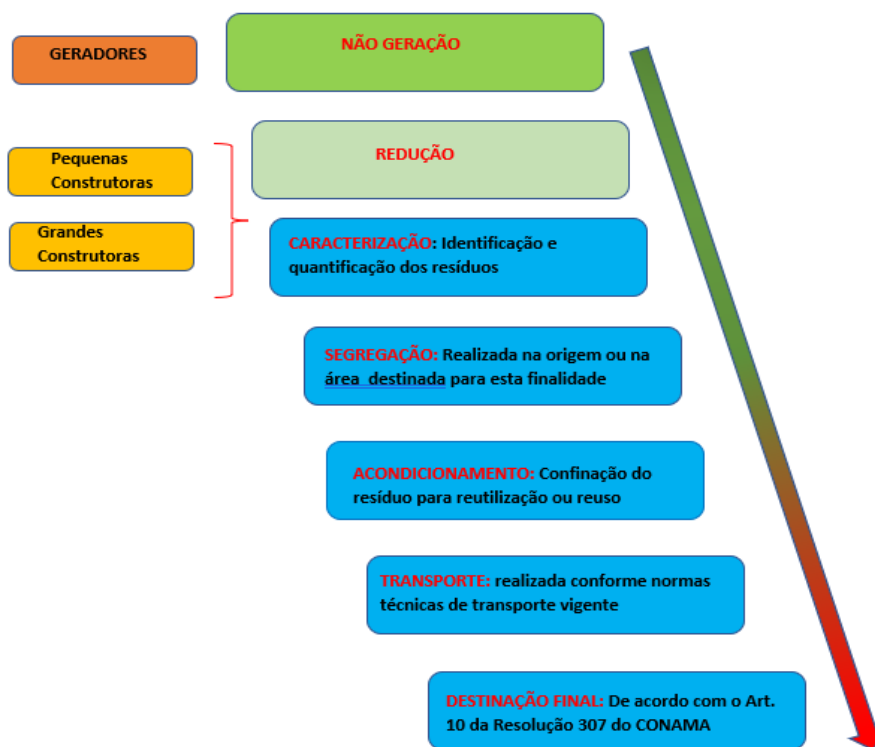 GERADORES
NÃO GERAÇÃO
Pequenas
Construtoras
REDUÇÃO
Grandes
Construtoras
CARACTERIZAÇÃO: Identificação e
quantificação dos resíduos
SEGREGAÇÃO: Realizada na origem ou na
área destinada para esta finalidade
ACONDICIONAMENTO: Confinação do
resíduo para reutilização ou reuso
TRANSPORTE: realizada conforme normas
técnicas de transporte vigente
DESTINAÇÃO FINAL: De acordo com o Art.
10 da Resolução 307 do CONAMA